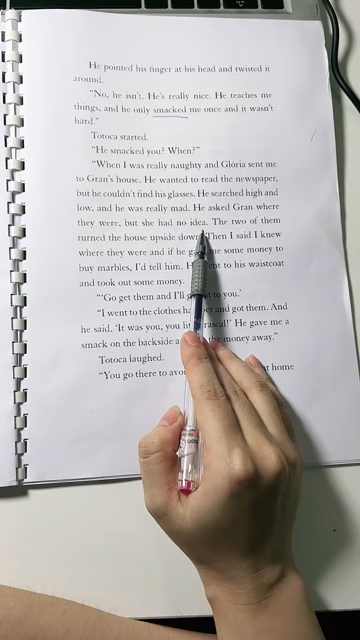 He pointed his finger at his head and twisted it
around.
"No, he isn't. He's really nice. He teaches me
things, and he only smacked me once and it wasn't
hard."
Totoca started.
"He smacked you? When?"
"When I was really naughty and Glória sent me
to Gran's house. He wanted to read the newspaper,
but he couldn't find his glasses. He searched high and
low, and he was really mad. He asked Gran where
they were, but she had no idea. The two of them
turned the house upside down. Then I said I knew
where they were and if he me some money to
buy marbles, I'd tell him. to his waistcoat
and took out some money.
"'Go get them and I'll to you.'
"I went to the clothes and got them. And
he said. 'It was you, you rascal!' He gave me a
smack on the backside the money away."
Totoca laughed.
"You go there to at home